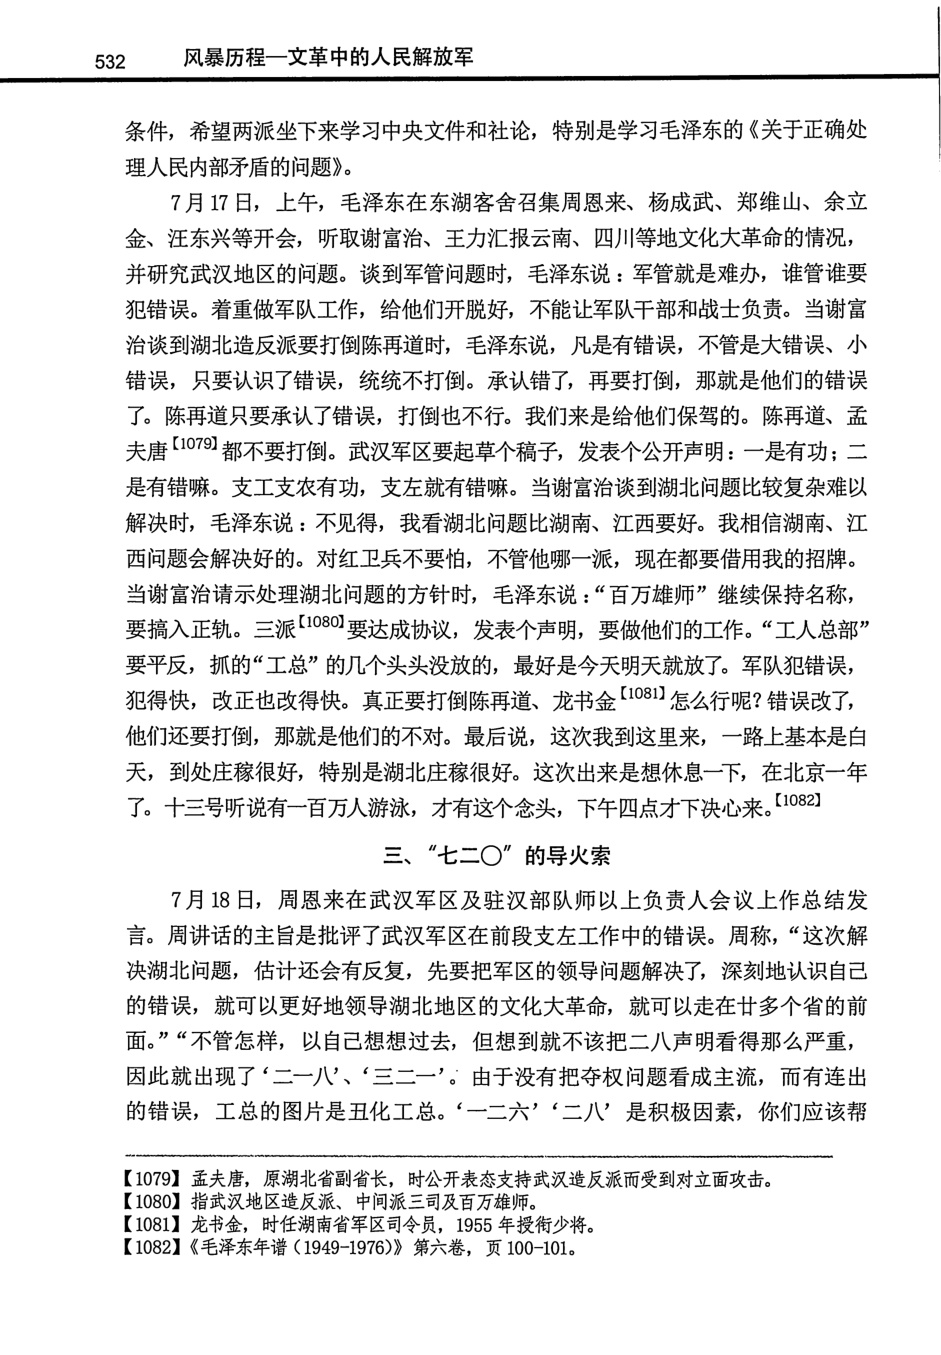 532 风暴历程—文革中的人民解放军
条件，希望两派坐下来学习中央文件和社论，特别是学习毛泽东的《关于正确处
理人民内部矛盾的问题》。
7月17日，上午，毛泽东在东湖客舍召集周恩来、杨成武、郑维山、余立
金、汪东兴等开会，听取谢富治、王力汇报云南、四川等地文化大革命的情况，
并研究武汉地区的问题。谈到军管问题时，毛泽东说：军管就是难办，谁管谁要
犯错误。着重做军队工作，给他们开脱好，不能让军队干部和战士负责。当谢富
治谈到湖北造反派要打倒陈再道时，毛泽东说，凡是有错误，不管是大错误、小
错误，只要认识了错误，统统不打倒。承认错了，再要打倒，那就是他们的错误
了。陈再道只要承认了错误，打倒也不行。我们来是给他们保驾的。陈再道、孟
夫唐【1079】都不要打倒。武汉军区要起草个稿子，发表个公开声明：一是有功；二
是有错嘛。支工支农有功，支左就有错嘛。当谢富治谈到湖北问题比较复杂难以
解决时，毛泽东说：不见得，我看湖北问题比湖南、江西要好。我相信湖南、江
西问题会解决好的。对红卫兵不要怕，不管他哪一派，现在都要借用我的招牌。
当谢富治请示处理湖北问题的方针时，毛泽东说：“百万雄师”继续保持名称，
要搞入正轨。三派【1080】要达成协议，发表个声明，要做他们的工作。“工人总部”
要平反，抓的“工总”的几个头头没放的，最好是今天明天就放了。军队犯错误，
犯得快，改正也改得快。真正要打倒陈再道、龙书金【1081】怎么行呢？错误改了，
他们还要打倒，那就是他们的不对。最后说，这次我到这里来，一路上基本是白
天，到处庄稼很好，特别是湖北庄稼很好。这次出来是想休息一下，在北京一年
了。十三号听说有一百万人游泳，才有这个念头，下午四点才下决心来。【1082】
三、“七二〇”的导火索
7月18日，周恩来在武汉军区及驻汉部队师以上负责人会议上作总结发
言。周讲话的主旨是批评了武汉军区在前段支左工作中的错误。周称，“这次解
决湖北问题，估计还会有反复，先要把军区的领导问题解决了，深刻地认识自己
的错误，就可以更好地领导湖北地区的文化大革命，就可以走在廿多个省的前
面。”“不管怎样，以自己想想过去，但想到就不该把二八声明看得那么严重，
因此就出现了‘二一八’、‘三二一’。由于没有把夺权问题看成主流，而有连出
的错误，工总的图片是丑化工总。‘一二六’‘二八’是积极因素，你们应该帮
【1079】孟夫唐，原湖北省副省长，时公开表态支持武汉造反派而受到对立面攻击。
【1080】指武汉地区造反派、中间派三司及百万雄师。
【1081】龙书金，时任湖南省军区司令员，1955年授衔少将。
【1082】《毛泽东年谱（1949-1976）》第六卷，页100-101。